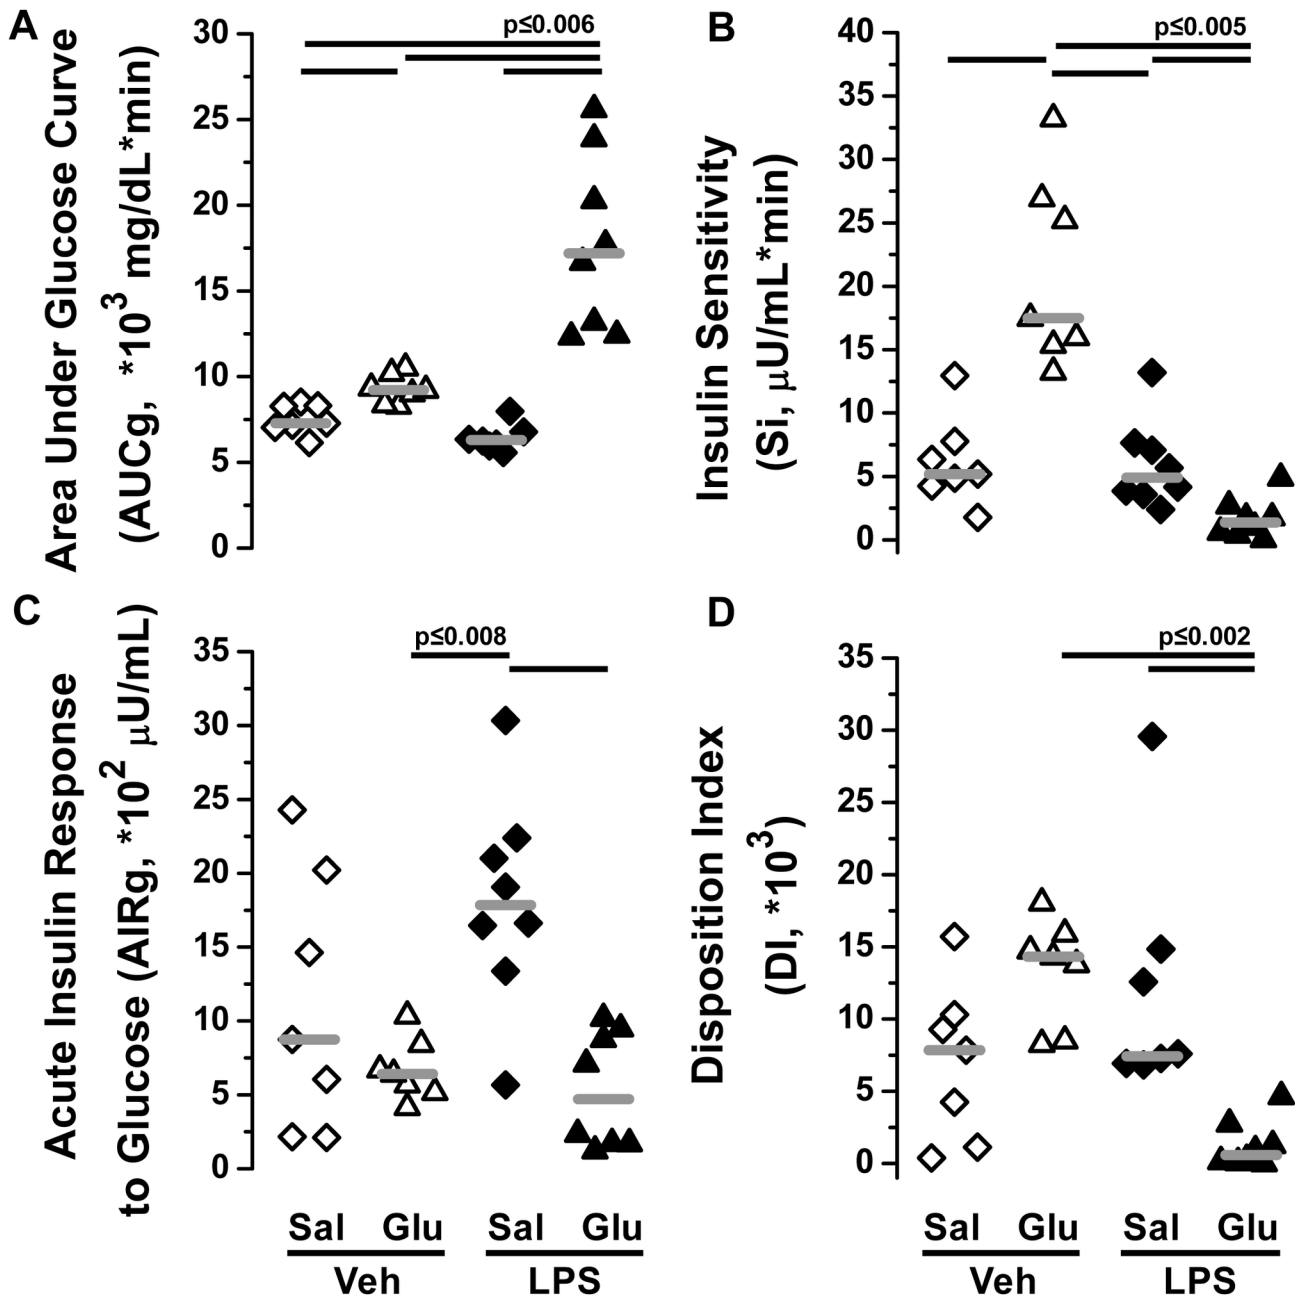 A
Area Under Glucose Curve
(AUCg, *10³ mg/dL*min)
30
25
20
15
10
5
0
p≤0.006
B
Insulin Sensitivity
(Si, μU/mL*min)
40
35
30
25
20
15
10
5
0
p≤0.005
C
Acute Insulin Response
to Glucose (AIRg, *10² μU/mL)
35
30
25
20
15
10
5
0
p≤0.008
Sal Glu Sal Glu
Veh LPS
D
Disposition Index
(DI, *10³)
35
30
25
20
15
10
5
0
p≤0.002
Sal Glu Sal Glu
Veh LPS